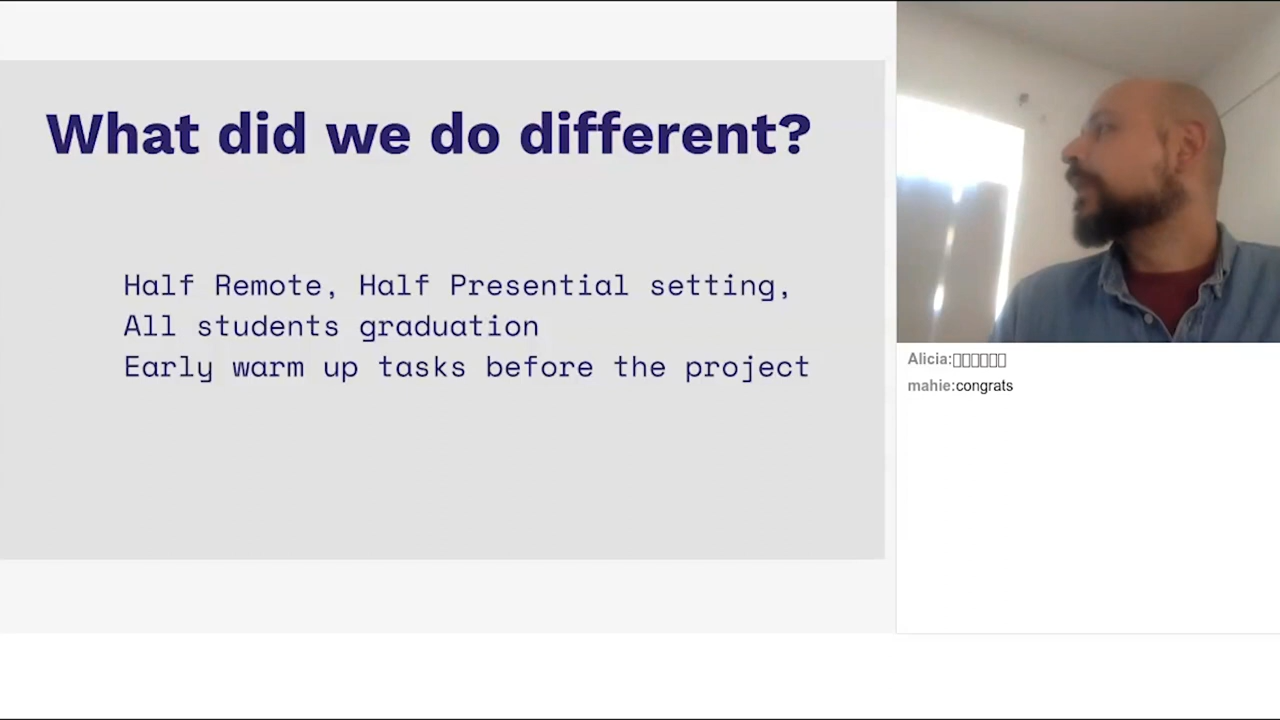 What did we do different?
Half Remote, Half Presential setting,
All students graduation
Early warm up tasks before the project
Alicia:
mahie:congrats